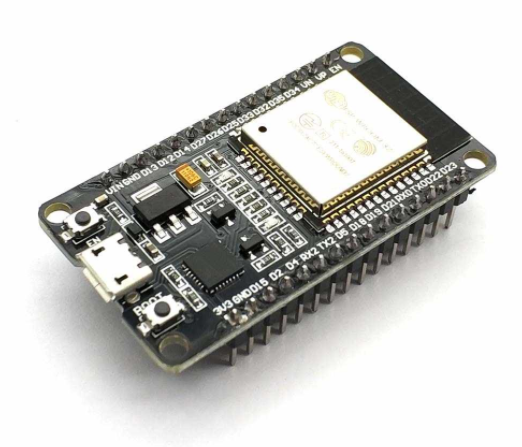 VIN GND D13 D12 D14 D27 D26 D25 D33 D32 D35 D34 VN VP EN
EN
BOOT
3V3 GND D15 D2 D4 RX2 TX2 D5 D18 D19 D21 RX0 TX0 D22 D23